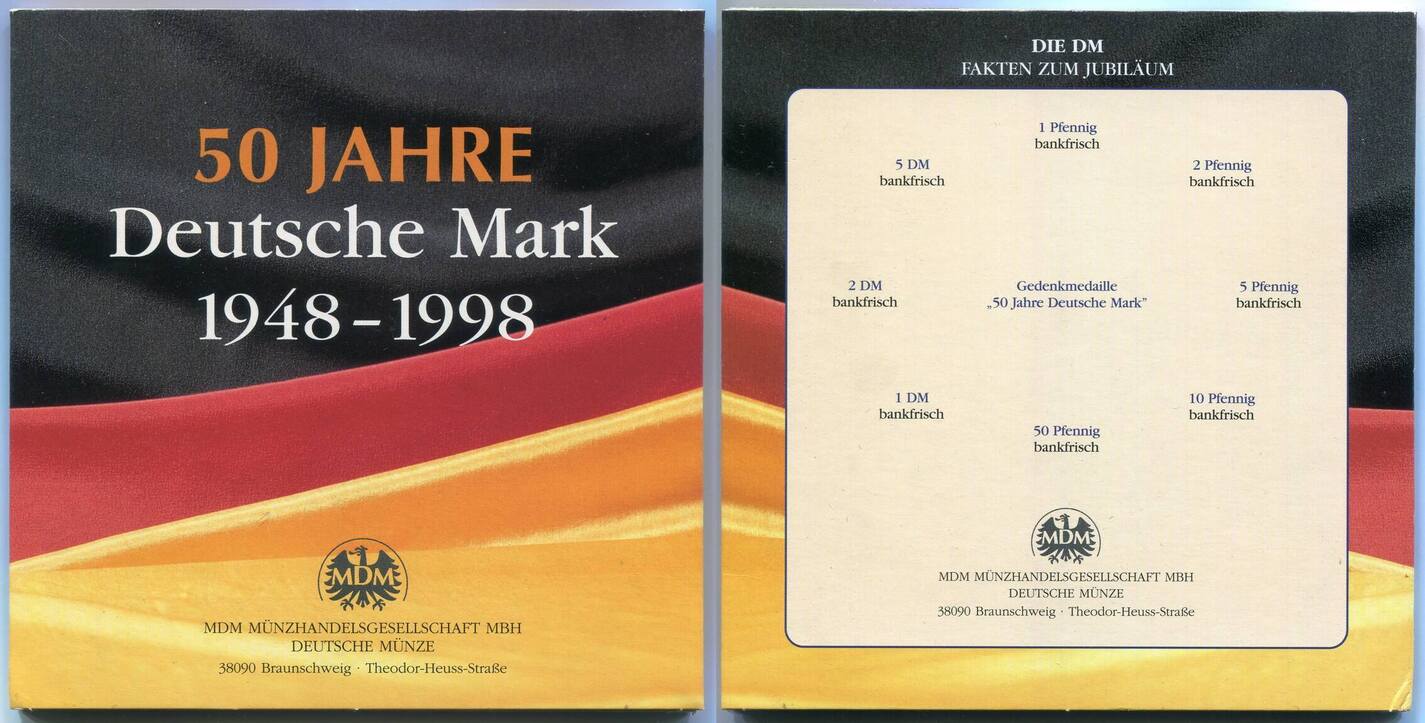 50 JAHRE
Deutsche Mark
1948 – 1998
MDM
MDM MÜNZHANDELSGESELLSCHAFT MBH
DEUTSCHE MÜNZE
38090 Braunschweig · Theodor-Heuss-Straße
DIE DM
FAKTEN ZUM JUBILÄUM
1 Pfennig
bankfrisch
5 DM
bankfrisch
2 Pfennig
bankfrisch
2 DM
bankfrisch
Gedenkmedaille
„50 Jahre Deutsche Mark”
5 Pfennig
bankfrisch
1 DM
bankfrisch
10 Pfennig
bankfrisch
50 Pfennig
bankfrisch
MDM
MDM MÜNZHANDELSGESELLSCHAFT MBH
DEUTSCHE MÜNZE
38090 Braunschweig · Theodor-Heuss-Straße